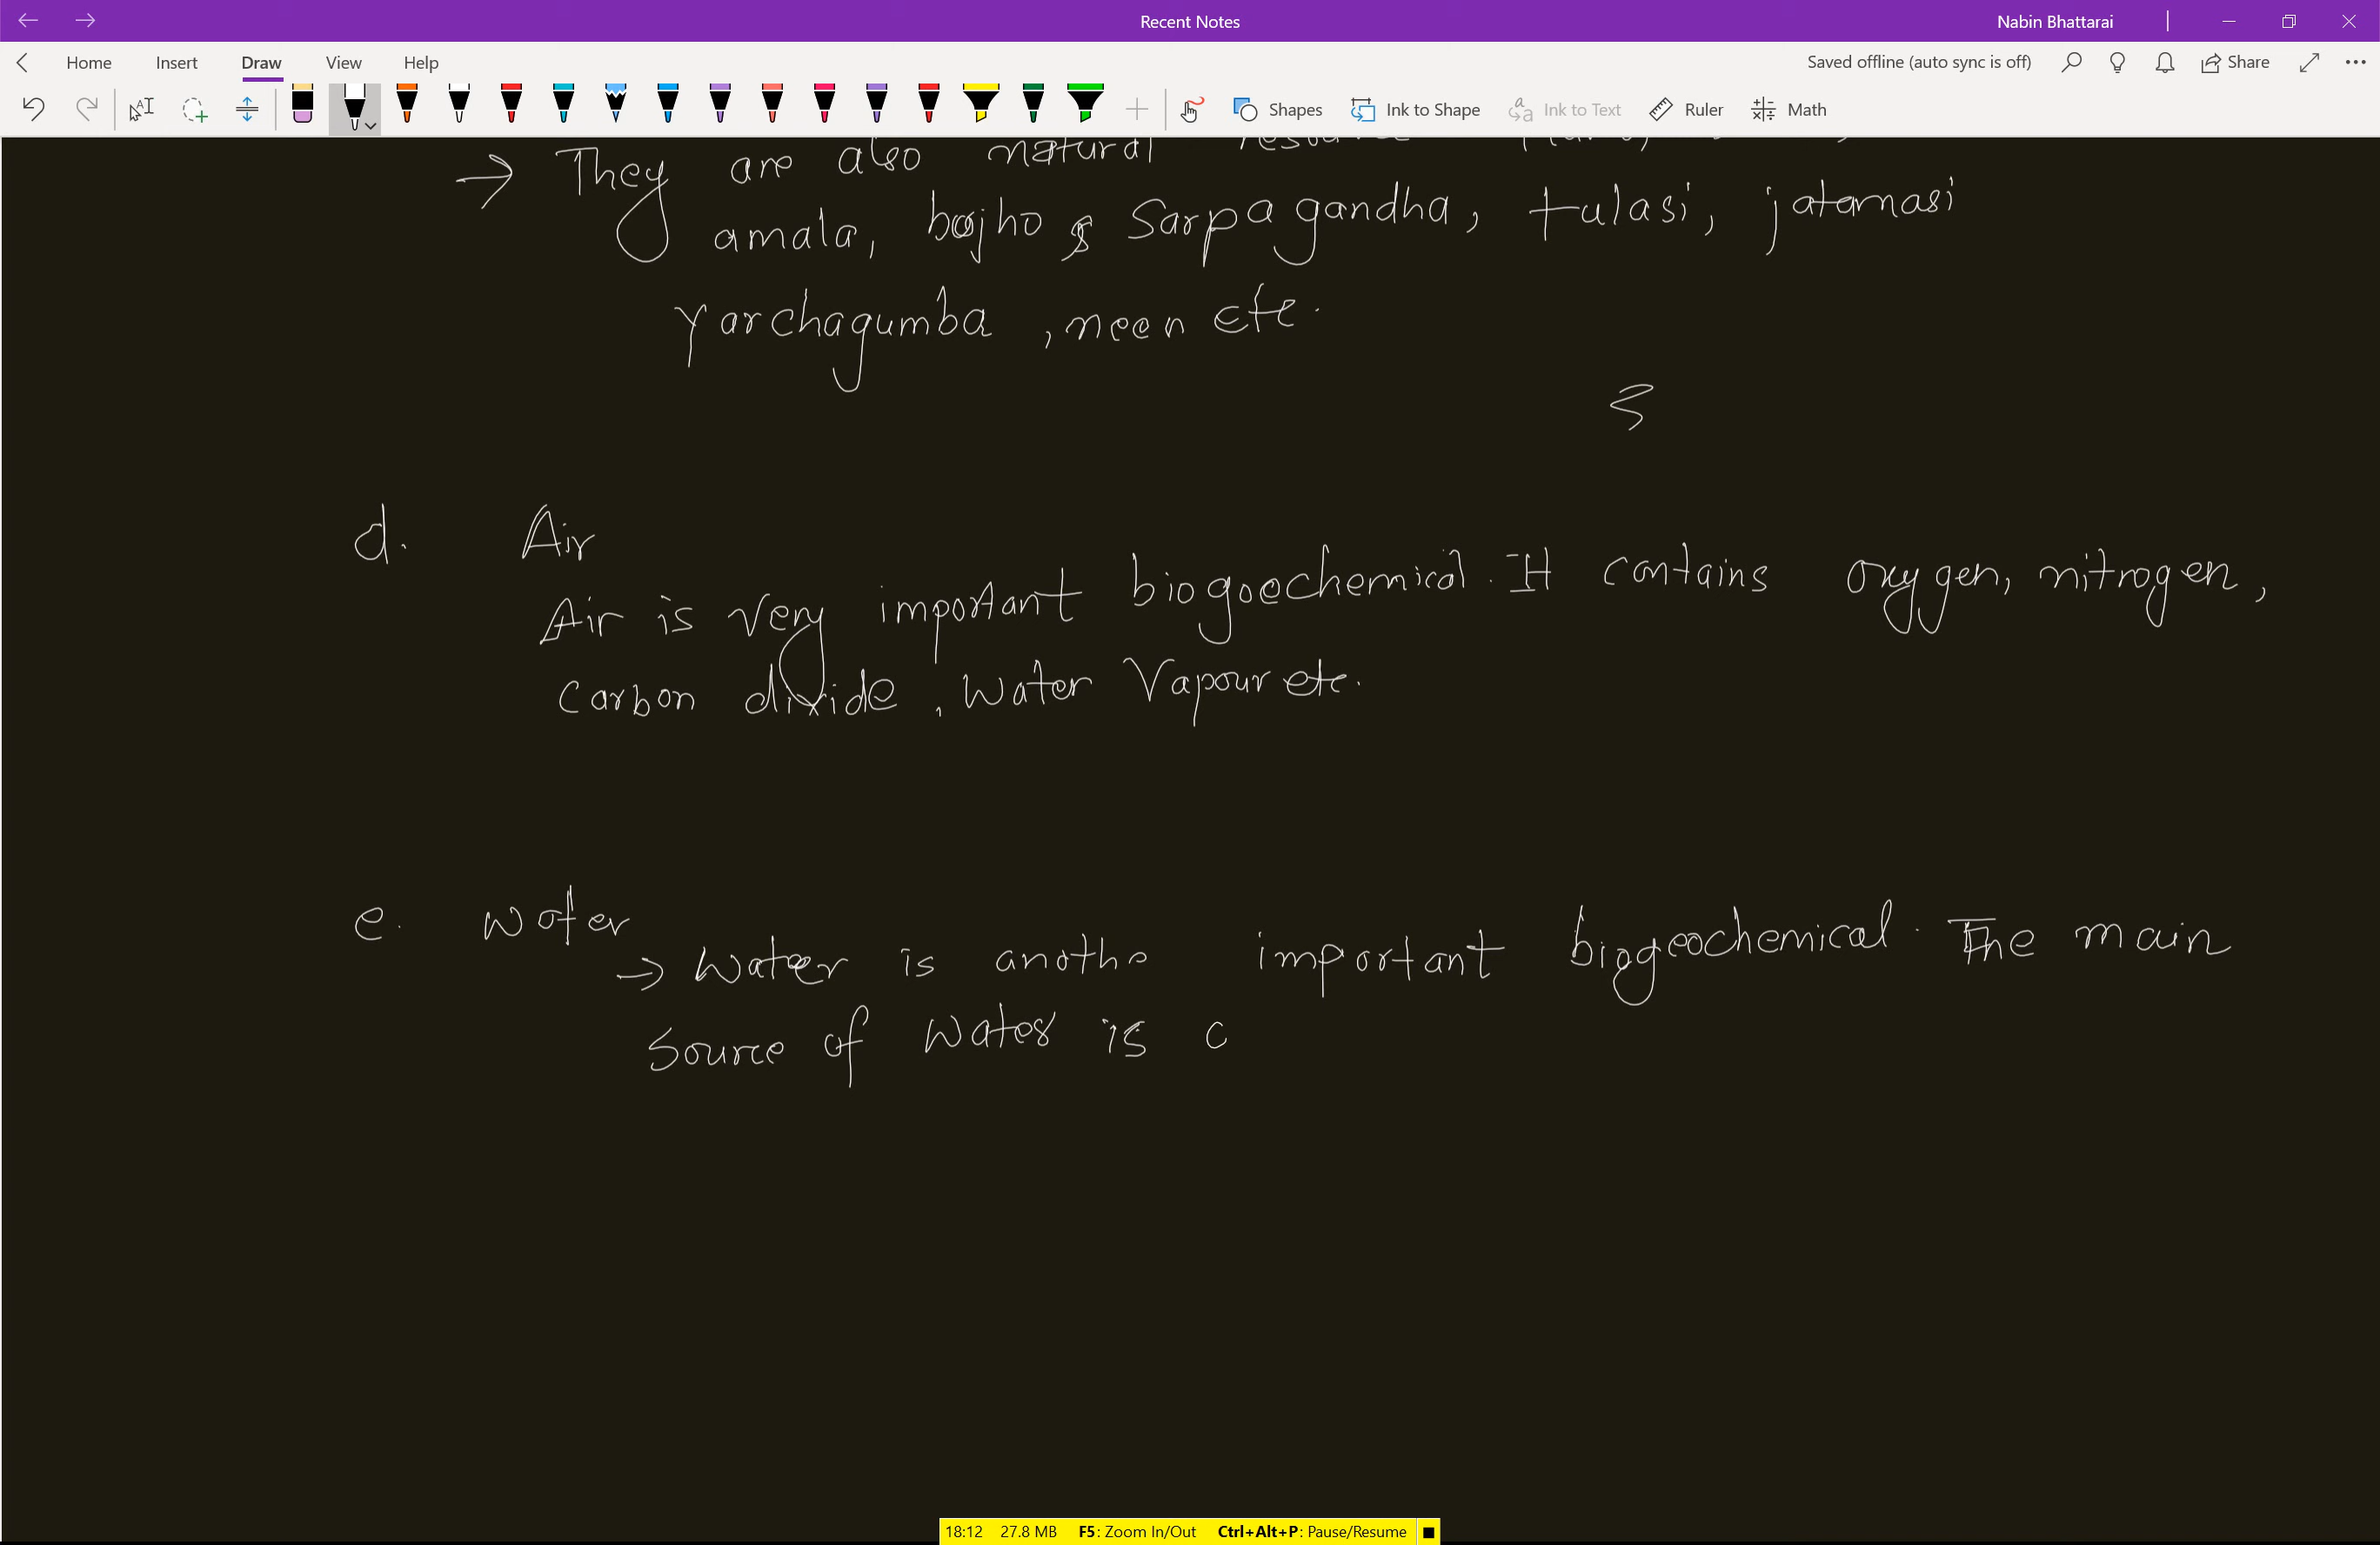 Recent Notes
Nabin Bhattarai
Home Insert Draw View Help
Saved offline (auto sync is off) Share
Shapes Ink to Shape Ink to Text Ruler Math
→ They are also natural
amala, bojho, Sarpagandha, tulasi, jatamasi
Yarchagumba, neen etc.
d. Air
Air is very important biogoechemical. It contains oxygen, nitrogen,
carbon dixide, water Vapour etc.
e. Water
→ Water is anothe important biogeochemical. The main
Source of Water is
18:12 27.8 MB F5: Zoom In/Out Ctrl+Alt+P: Pause/Resume